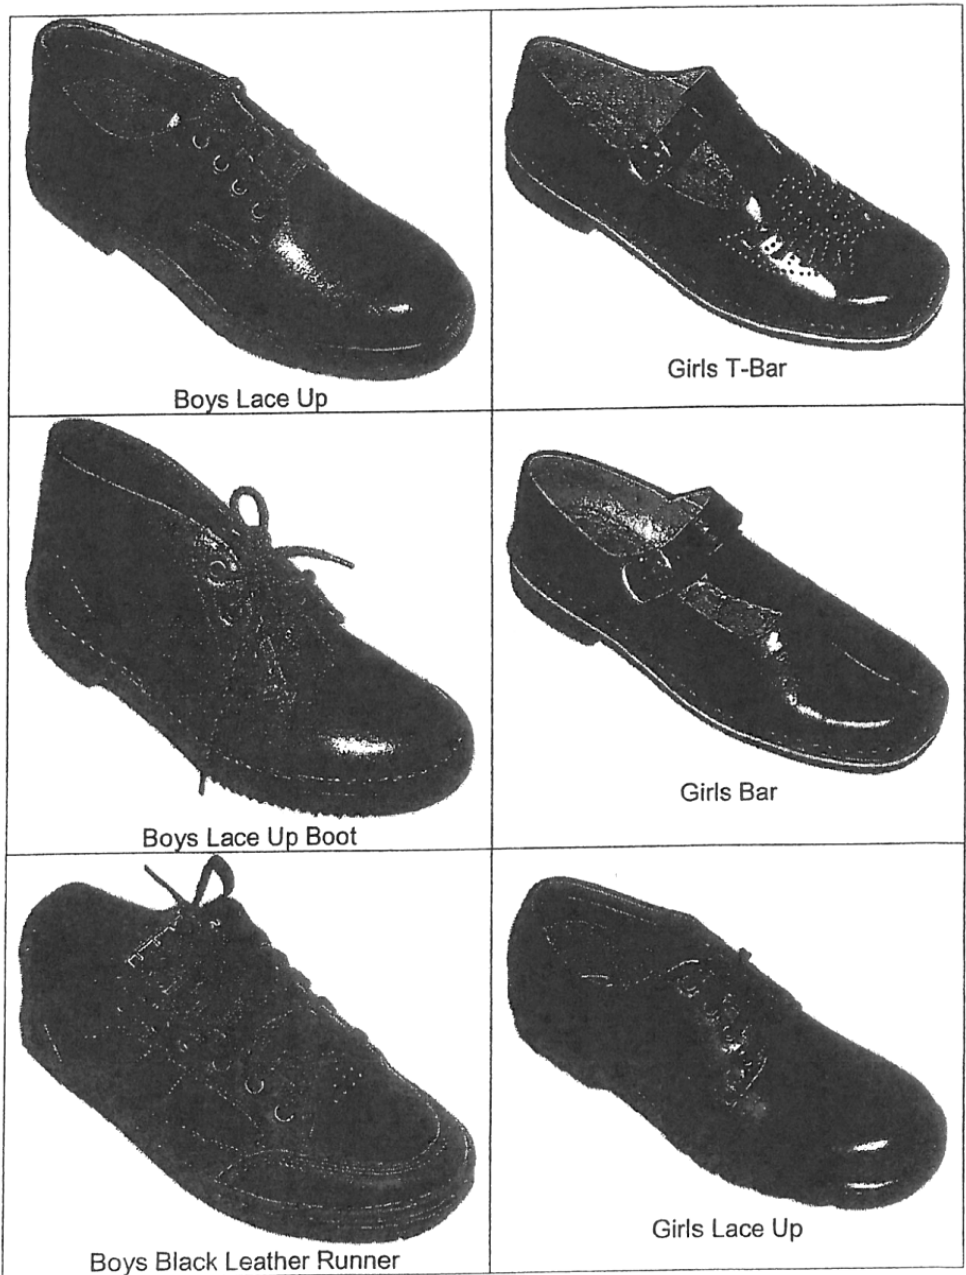 Boys Lace Up
Girls T-Bar
Boys Lace Up Boot
Girls Bar
Boys Black Leather Runner
Girls Lace Up